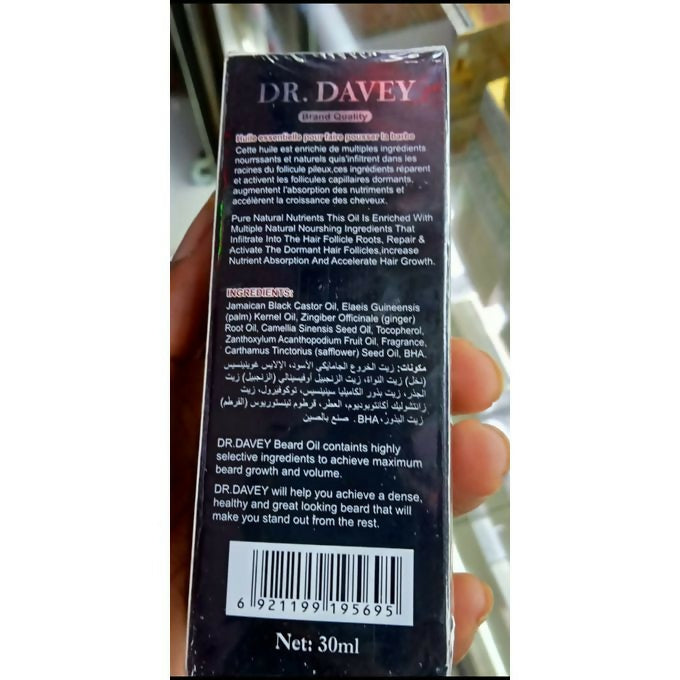 DR. DAVEY
Brand Quality
Huile essentielle pour faire pousser la barbe
Cette huile est enrichie de multiples ingrédients
nourrssants et naturels quis'infiltrent dans les
racines du follicule pileux,ces ingrédients réparent
et activent les follicules capillaires dormants,
augmentent l'absorption des nutriments et
accélèrent la croissance des cheveux.
Pure Natural Nutrients This Oil Is Enriched With
Multiple Natural Nourshing Ingredients That
Infiltrate Into The Hair Follicle Roots, Repair &
Activate The Dormant Hair Follicles,increase
Nutrient Absorption And Accelerate Hair Growth.
INGREDIENTS:
Jamaican Black Castor Oil, Elaeis Guineensis
(palm) Kernel Oil, Zingiber Officinale (ginger)
Root Oil, Camellia Sinensis Seed Oil, Tocopherol,
Zanthoxylum Acanthopodium Fruit Oil, Fragrance,
Carthamus Tinctorius (safflower) Seed Oil, BHA.
مكونات: زيت الخروع الجامايكي الأسود، الإلايس غوينينسيس
(نخل) زيت النواة، زيت الزنجبيل أوفيسينالي (الزنجبيل) زيت
الجذر، زيت بذور الكاميليا سينينسيس، توكوفيرول، زيت
زانثوليك أكانثوبوديوم، العطر، قرطوم تينستوريوس (القرطم)
زيت البذور، BHA. صنع بالصين
DR.DAVEY Beard Oil containts highly
selective ingredients to achieve maximum
beard growth and volume.
DR.DAVEY will help you achieve a dense,
healthy and great looking beard that will
make you stand out from the rest.
6 921199 195695
Net: 30ml